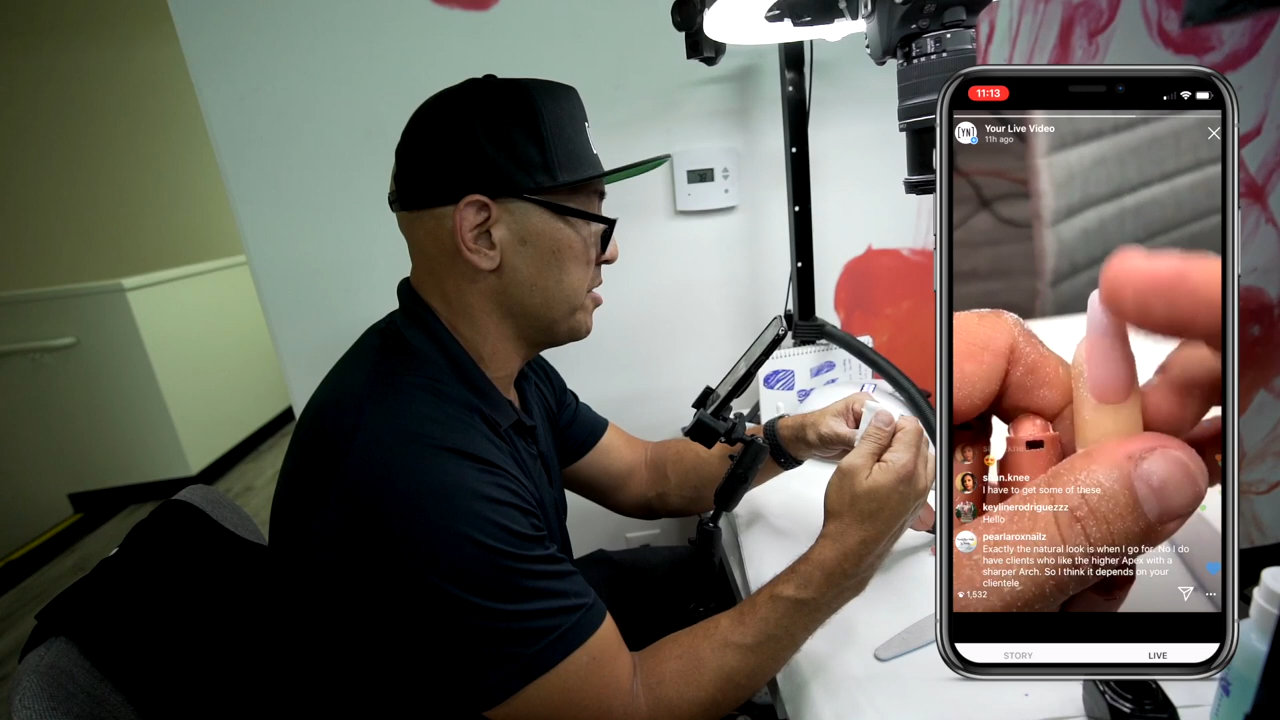 11:13
[YN]
Your Live Video
11h ago
I have to get some of these
keylinerodriguezzz
Hello
pearlaroxnailz
Exactly the natural look is when I go for. No I do
have clients who like the higher Apex with a
sharper Arch. So I think it depends on your
clientele
1,532
STORY
LIVE